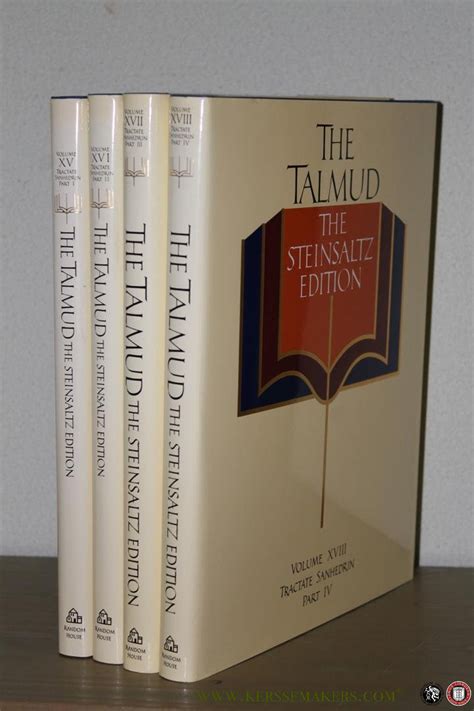 VOLUME
XV
TRACTATE
SANHEDRIN
PART I
THE TALMUD THE STEINSALTZ EDITION
RANDOM
HOUSE
VOLUME
XVI
TRACTATE
SANHEDRIN
PART II
THE TALMUD THE STEINSALTZ EDITION
RANDOM
HOUSE
VOLUME
XVII
TRACTATE
SANHEDRIN
PART III
THE TALMUD THE STEINSALTZ EDITION
RANDOM
HOUSE
VOLUME
XVIII
TRACTATE
SANHEDRIN
PART IV
THE TALMUD THE STEINSALTZ EDITION
RANDOM
HOUSE
THE
TALMUD
THE
STEINSALTZ
EDITION
VOLUME XVIII
TRACTATE SANHEDRIN
PART IV
WWW.KERSSEMAKERS.COM